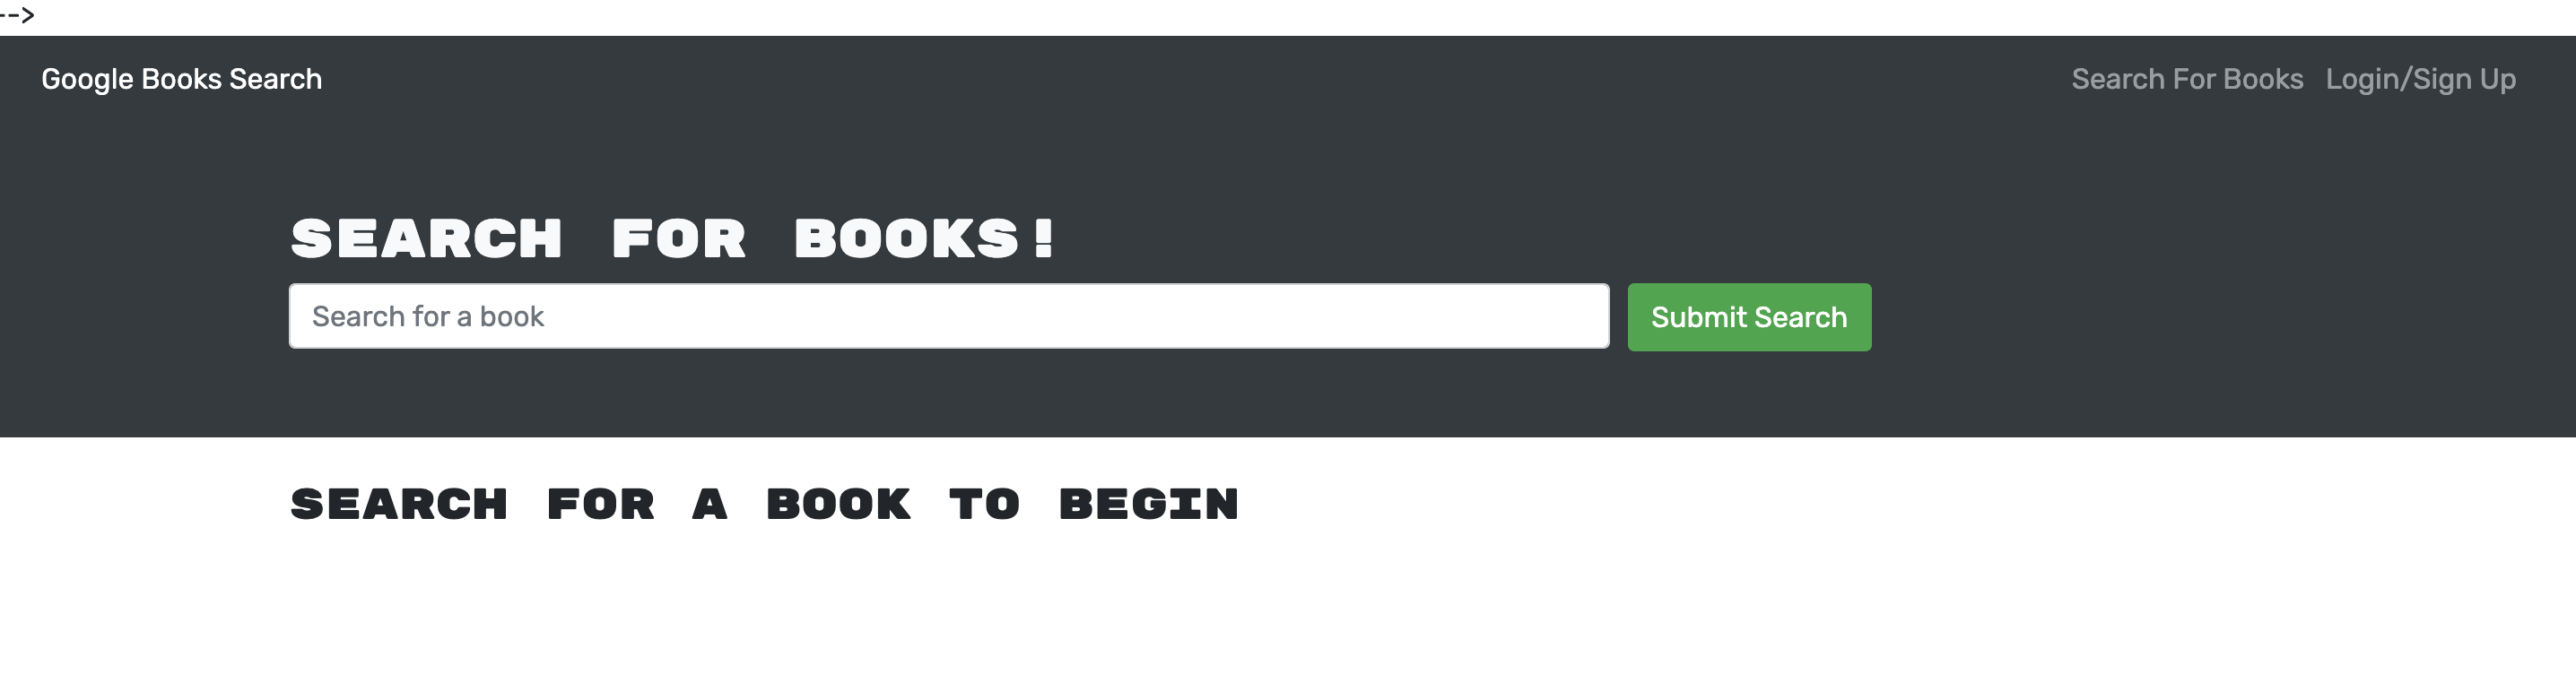 -->
Google Books Search Search For Books Login/Sign Up
SEARCH FOR BOOKS!
Search for a book Submit Search
SEARCH FOR A BOOK TO BEGIN